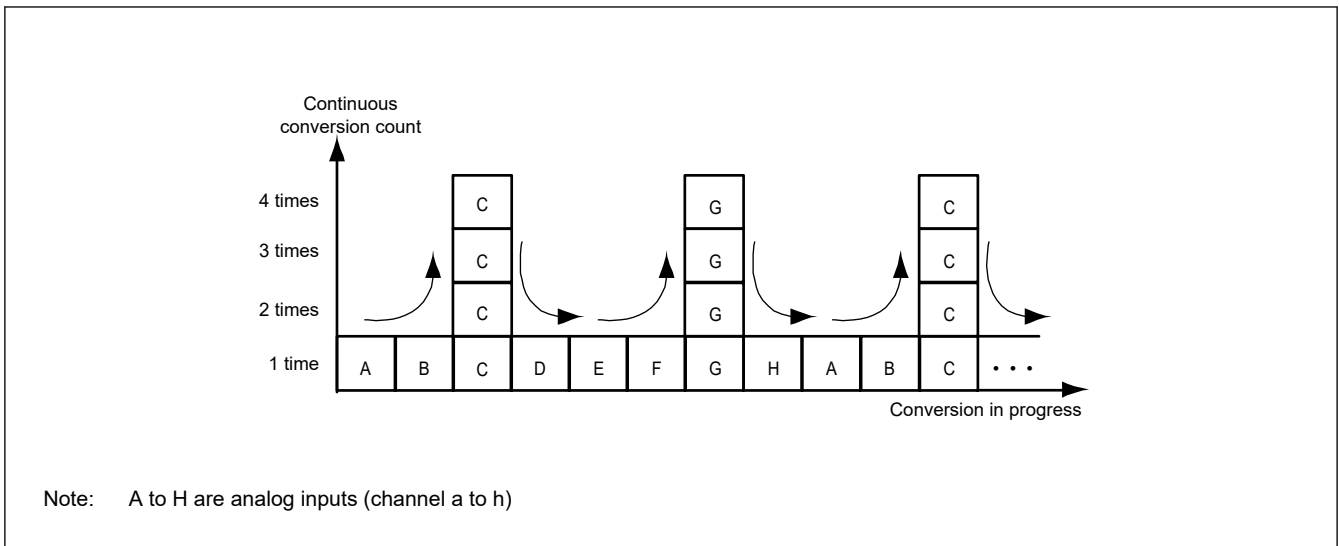 Continuous
conversion count
4 times
C
G
C
3 times
C
G
C
2 times
C
G
C
1 time
A
B
C
D
E
F
G
H
A
B
C
• • •
Conversion in progress
Note: A to H are analog inputs (channel a to h)